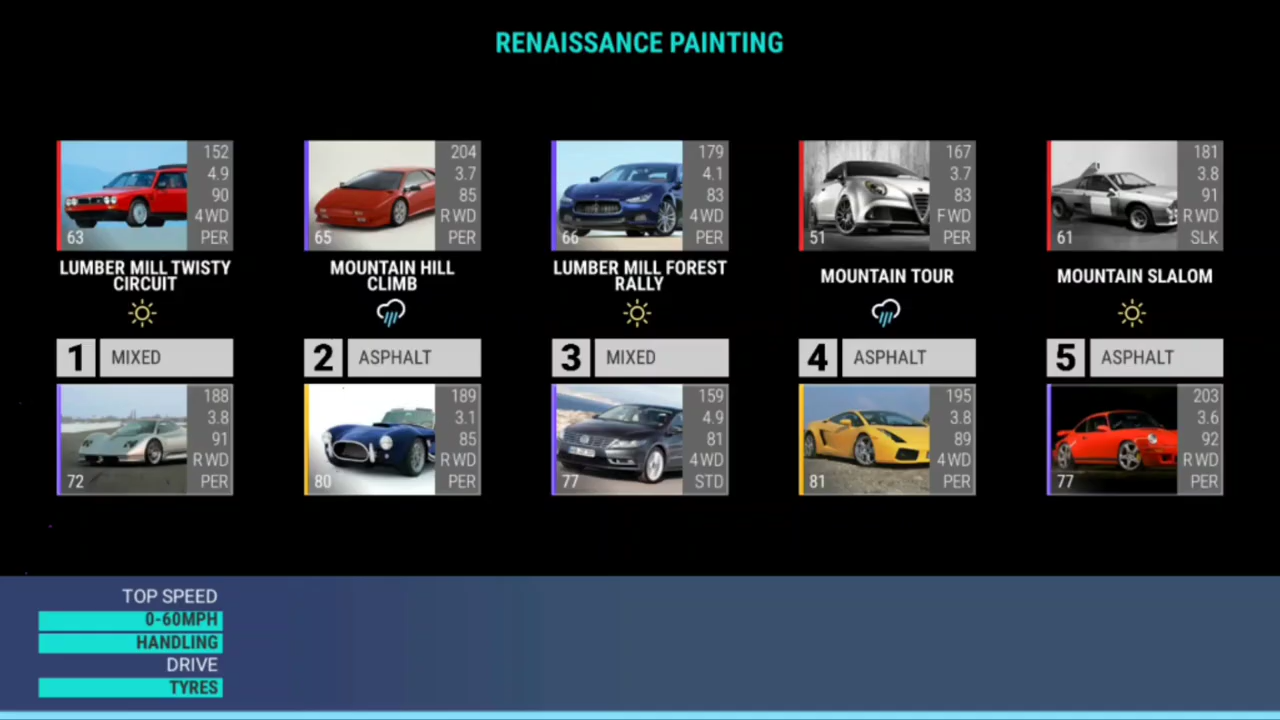 RENAISSANCE PAINTING
152
4.9
90
4WD
63 PER
204
3.7
85
RWD
65 PER
179
4.1
83
4WD
66 PER
167
3.7
83
FWD
51 PER
181
3.8
91
RWD
61 SLK
LUMBER MILL TWISTY
CIRCUIT
MOUNTAIN HILL
CLIMB
LUMBER MILL FOREST
RALLY
MOUNTAIN TOUR
MOUNTAIN SLALOM
1 MIXED
2 ASPHALT
3 MIXED
4 ASPHALT
5 ASPHALT
188
3.8
91
RWD
72 PER
189
3.1
85
RWD
80 PER
159
4.9
81
4WD
77 STD
195
3.8
89
4WD
81 PER
203
3.6
92
RWD
77 PER
TOP SPEED
0-60MPH
HANDLING
DRIVE
TYRES